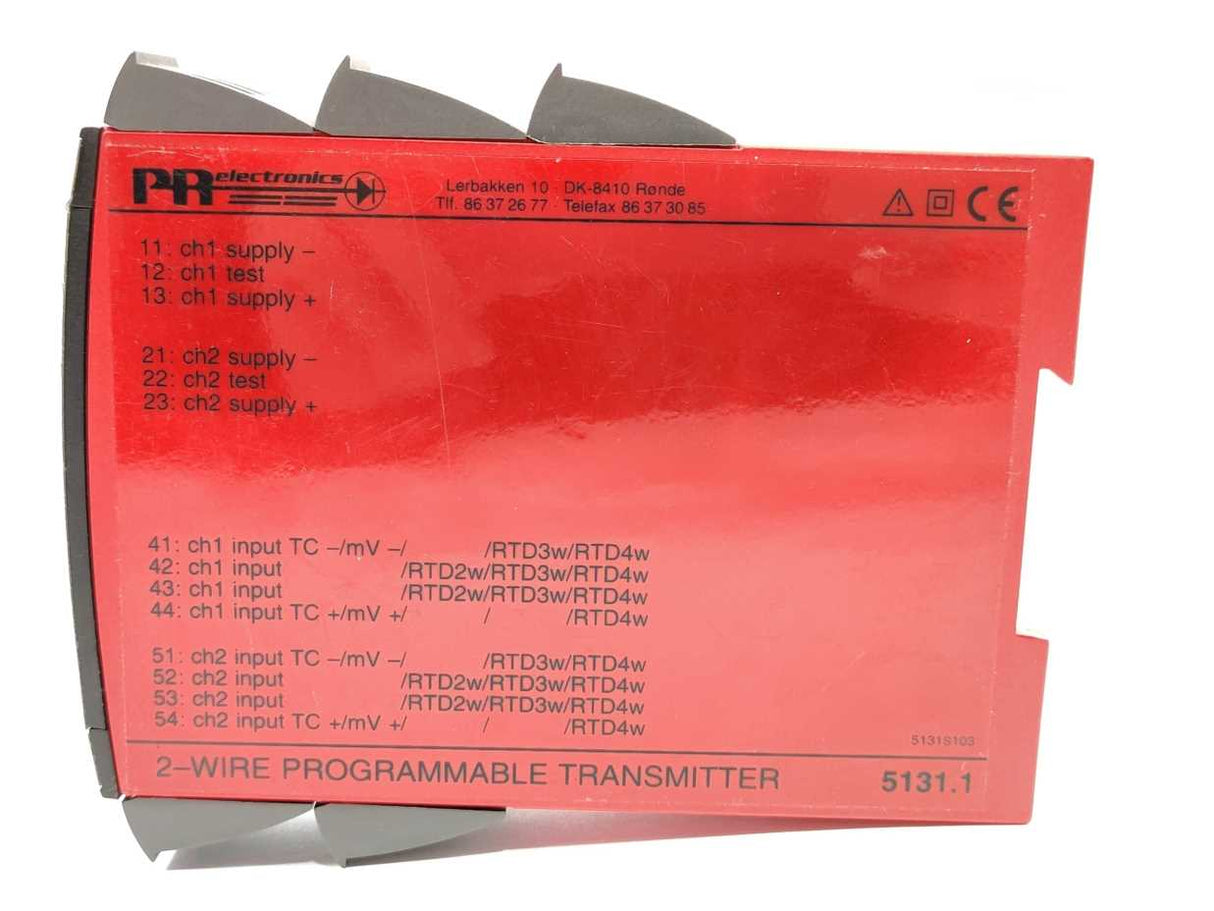 PR electronics
Lerbakken 10 · DK-8410 Rønde
Tlf. 86 37 26 77 · Telefax 86 37 30 85
CE
11: ch1 supply –
12: ch1 test
13: ch1 supply +
21: ch2 supply –
22: ch2 test
23: ch2 supply +
41: ch1 input TC –/mV –/ /RTD3w/RTD4w
42: ch1 input /RTD2w/RTD3w/RTD4w
43: ch1 input /RTD2w/RTD3w/RTD4w
44: ch1 input TC +/mV +/ / /RTD4w
51: ch2 input TC –/mV –/ /RTD3w/RTD4w
52: ch2 input /RTD2w/RTD3w/RTD4w
53: ch2 input /RTD2w/RTD3w/RTD4w
54: ch2 input TC +/mV +/ / /RTD4w
5131S103
2–WIRE PROGRAMMABLE TRANSMITTER 5131.1